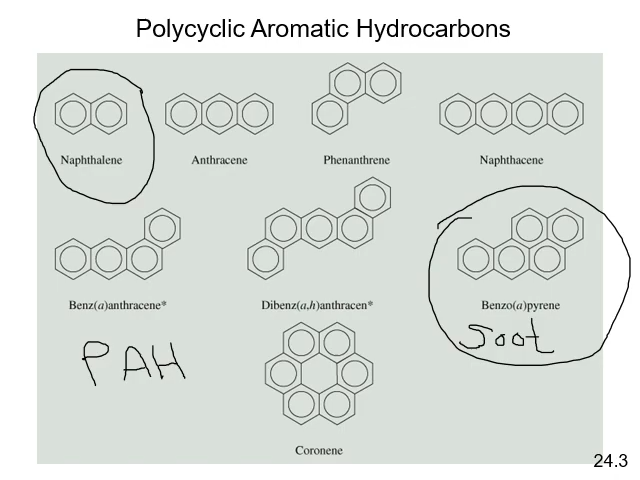 Polycyclic Aromatic Hydrocarbons
Naphthalene Anthracene Phenanthrene Naphthacene
Benz(a)anthracene* Dibenz(a,h)anthracen* Benzo(a)pyrene
Soot
PAH
Coronene
24.3